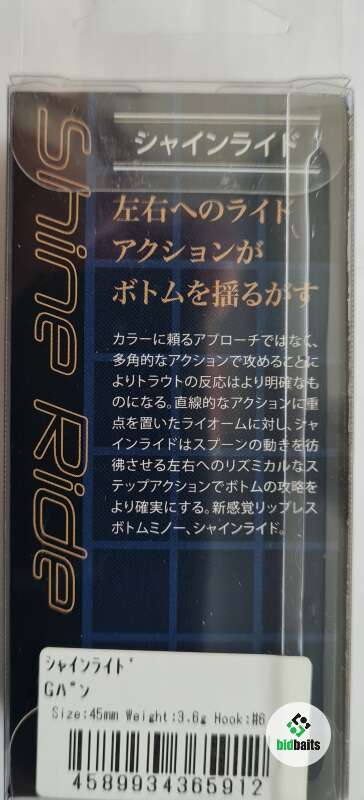 Shine Ride
シャインライド
左右へのライド
アクションが
ボトムを揺るがす
カラーに頼るアプローチではなく、
多角的なアクションで攻めることに
よりトラウトの反応はより明確なも
のになる。直線的なアクションに重
点を置いたライオームに対し、シャ
インライドはスプーンの動きを彷
彿させる左右へのリズミカルなス
テップアクションでボトムの攻略を
より確実にする。新感覚リップレス
ボトムミノー、シャインライド。
シャインライド
Gパン
Size:45mm Weight:3.6g Hook:#6
4589934365912
bidbaits